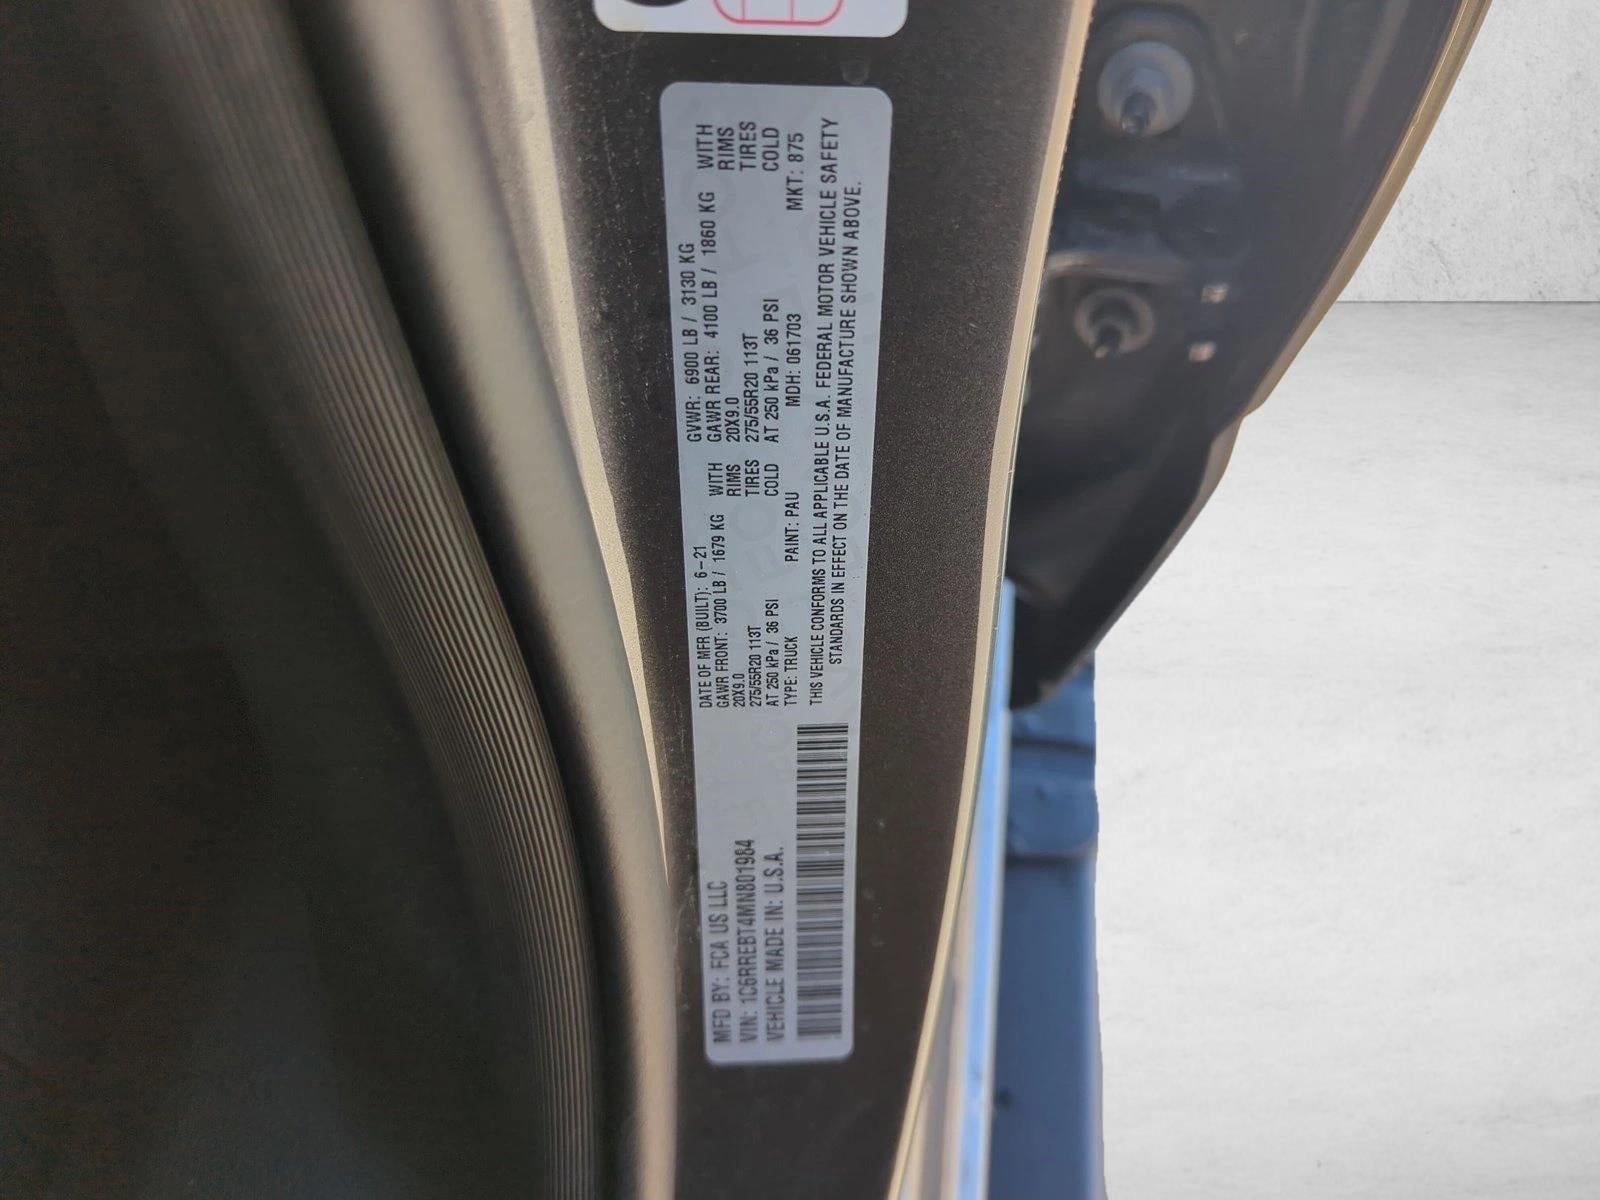 MFD BY: FCA US LLC
VIN: 1C6RREBT4MN801984
VEHICLE MADE IN: U.S.A.
DATE OF MFR (BUILT): 6-21
GAWR FRONT: 3700 LB / 1679 KG WITH
20X9.0 RIMS
275/55R20 113T TIRES
AT 250 kPa / 36 PSI COLD
GVWR: 6900 LB / 3130 KG
GAWR REAR: 4100 LB / 1860 KG WITH
20X9.0 RIMS
275/55R20 113T TIRES
AT 250 kPa / 36 PSI COLD
TYPE: TRUCK PAINT: PAU MDH: 061703 MKT: 875
THIS VEHICLE CONFORMS TO ALL APPLICABLE U.S.A. FEDERAL MOTOR VEHICLE SAFETY
STANDARDS IN EFFECT ON THE DATE OF MANUFACTURE SHOWN ABOVE.